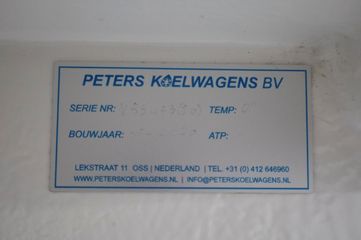 PETERS KOELWAGENS BV
SERIE NR: TEMP:
BOUWJAAR: ATP:
LEKSTRAAT 11 OSS | NEDERLAND | TEL. +31 (0) 412 646960
WWW.PETERSKOELWAGENS.NL | INFO@PETERSKOELWAGENS.NL